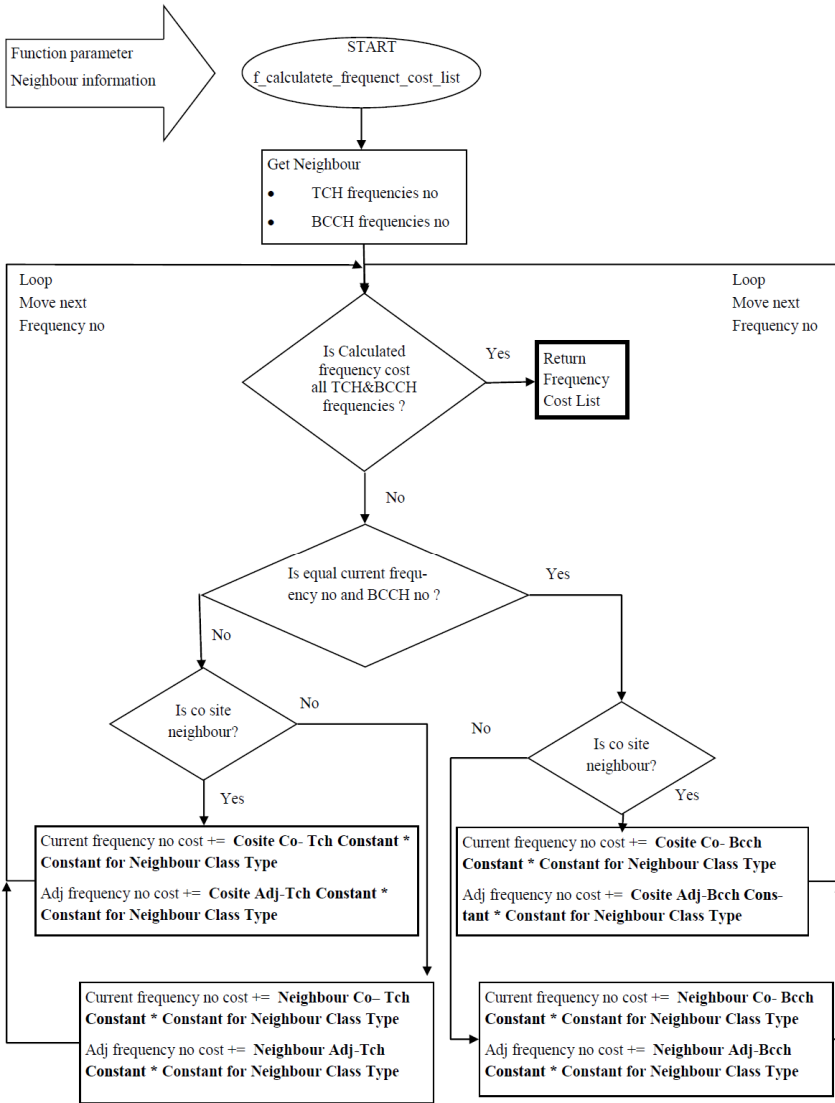 Function parameter
Neighbour information
START
f_calculatete_frequenct_cost_list
Get Neighbour
• TCH frequencies no
• BCCH frequencies no
Loop
Move next
Frequency no
Loop
Move next
Frequency no
Is Calculated
frequency cost
all TCH&BCCH
frequencies ?
Yes
Return
Frequency
Cost List
No
Is equal current frequ-
ency no and BCCH no ?
Yes
No
Is co site
neighbour?
No
Yes
No
Is co site
neighbour?
Yes
Current frequency no cost += Cosite Co- Tch Constant *
Constant for Neighbour Class Type
Adj frequency no cost += Cosite Adj-Tch Constant *
Constant for Neighbour Class Type
Current frequency no cost += Cosite Co- Bcch
Constant * Constant for Neighbour Class Type
Adj frequency no cost += Cosite Adj-Bcch Cons-
tant * Constant for Neighbour Class Type
Current frequency no cost += Neighbour Co– Tch
Constant * Constant for Neighbour Class Type
Adj frequency no cost += Neighbour Adj-Tch
Constant * Constant for Neighbour Class Type
Current frequency no cost += Neighbour Co- Bcch
Constant * Constant for Neighbour Class Type
Adj frequency no cost += Neighbour Adj-Bcch
Constant * Constant for Neighbour Class Type